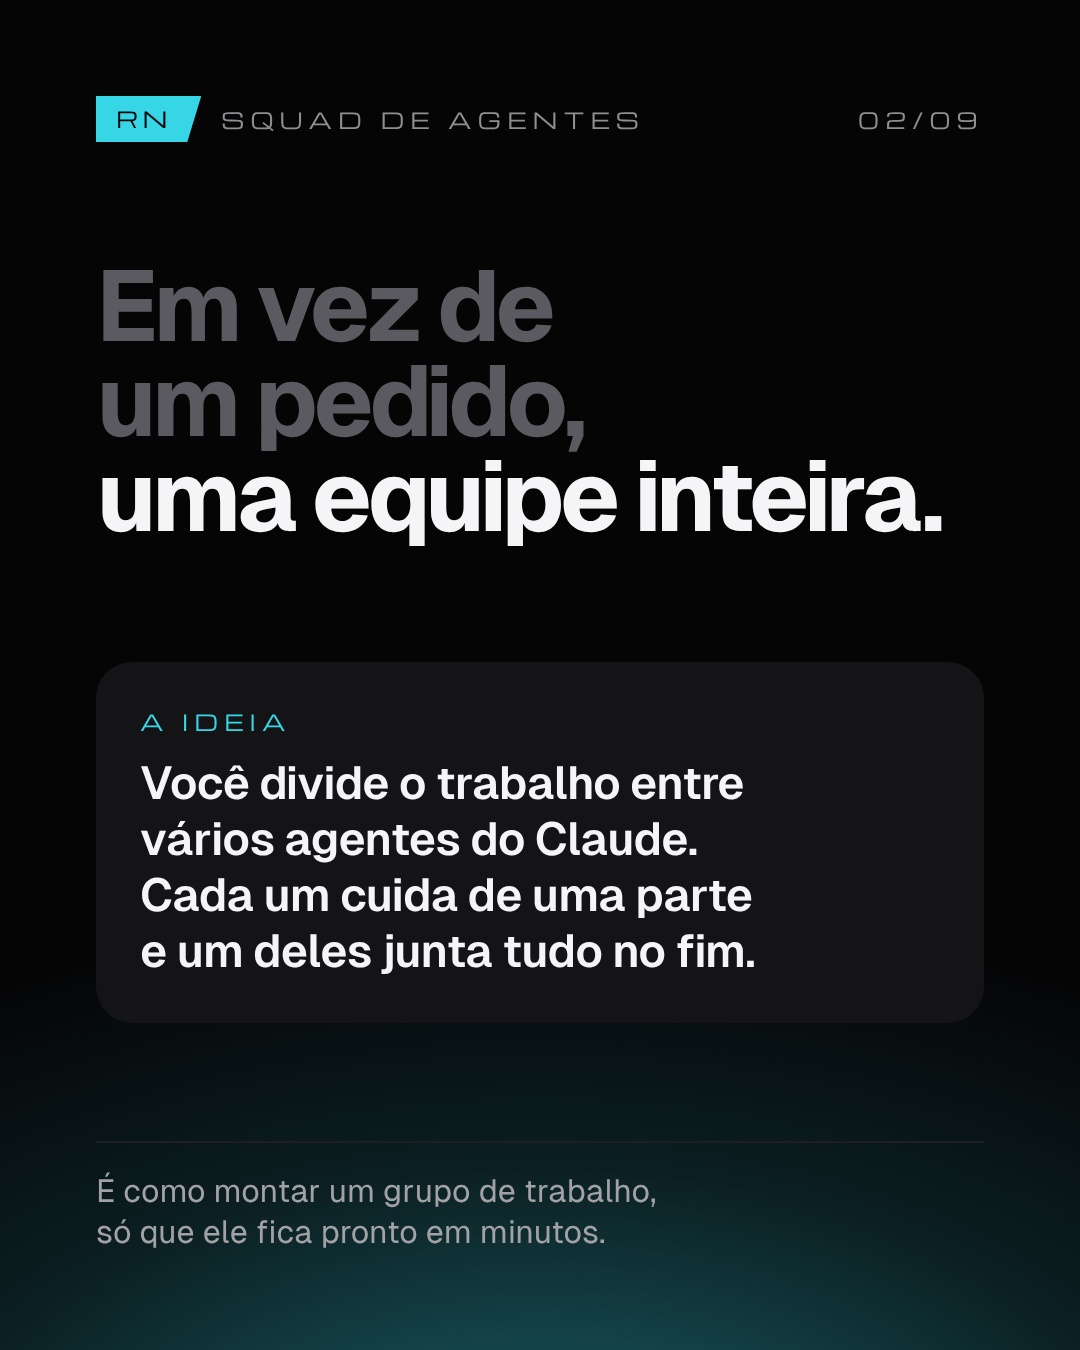 RN SQUAD DE AGENTES 02/09
Em vez de
um pedido,
uma equipe inteira.
A IDEIA
Você divide o trabalho entre
vários agentes do Claude.
Cada um cuida de uma parte
e um deles junta tudo no fim.
É como montar um grupo de trabalho,
só que ele fica pronto em minutos.